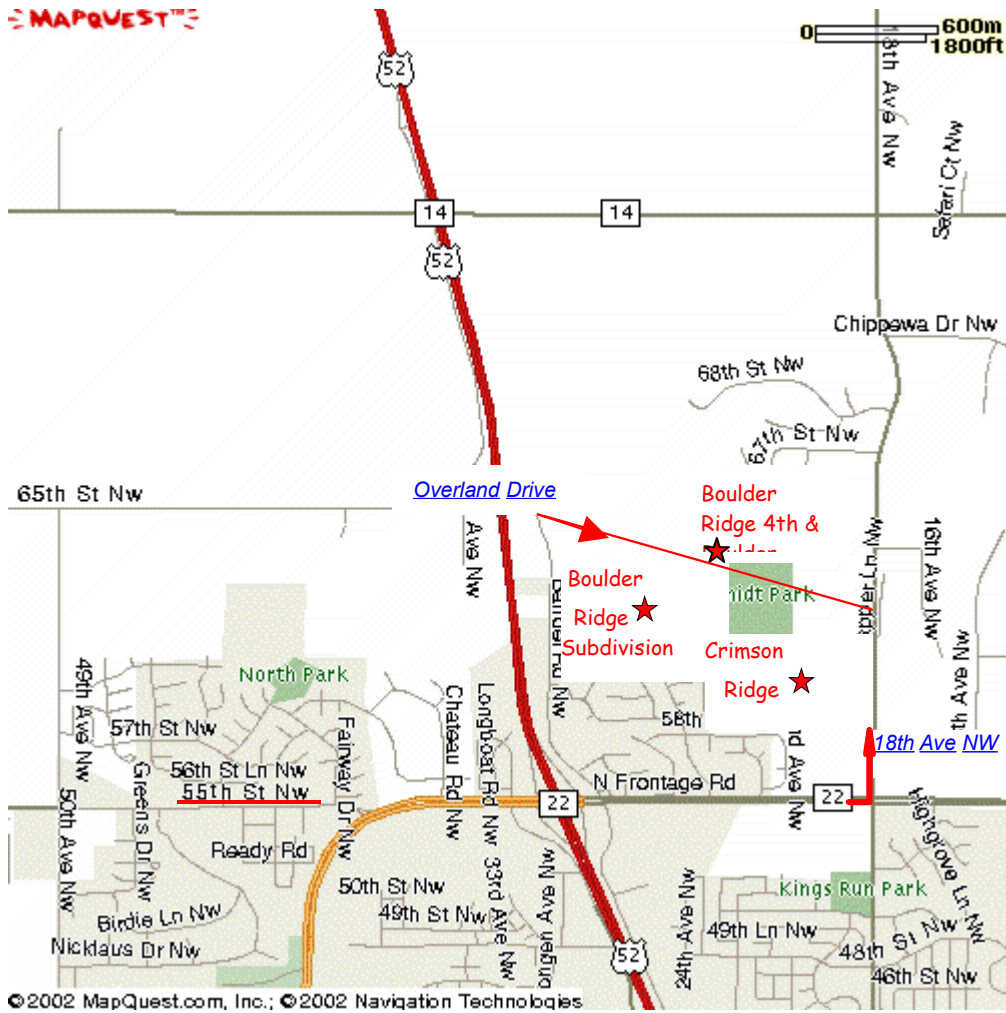 MAPQUEST™
0 600m
1800ft
52
18th Ave NW
Safari Ct NW
14
14
52
Chippewa Dr NW
68th St NW
67th St NW
65th St NW
Overland Drive
Boulder
Ridge 4th &
Ave NW
16th Ave NW
Boulder
Ridge
Subdivision
Park
Crimson
Ridge
North Park
49th Ave NW
57th St NW
Fairway Dr NW
Chateau Rd NW
Longboat Rd NW
58th
18th Ave NW
56th St Ln NW
55th St NW
N Frontage Rd
22
22
50th Ave NW
Greens Dr NW
Ready Rd
Highgrove Ln NW
50th St NW
49th St NW
33rd Ave NW
24th Ave NW
Kings Run Park
Birdie Ln NW
Nicklaus Dr NW
49th Ln NW
48th St NW
46th St NW
52
©2002 MapQuest.com, Inc.; ©2002 Navigation Technologies